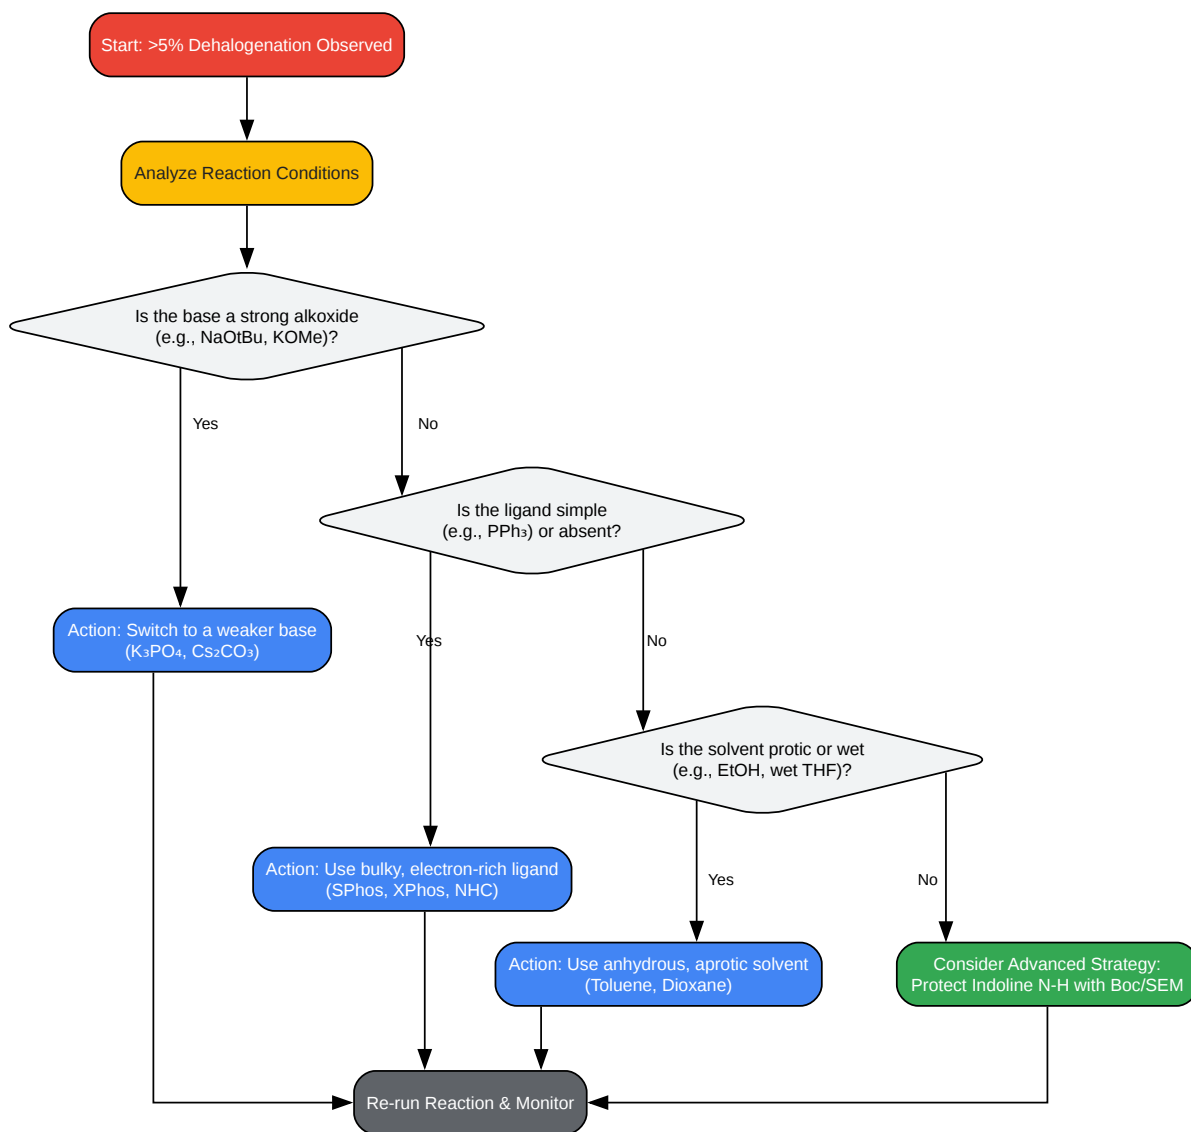 Start: >5% Dehalogenation Observed
Analyze Reaction Conditions
Is the base a strong alkoxide
(e.g., NaOtBu, KOMe)?
Yes
No
Is the ligand simple
(e.g., PPh₃) or absent?
Action: Switch to a weaker base
(K₃PO₄, Cs₂CO₃)
Yes
No
Is the solvent protic or wet
(e.g., EtOH, wet THF)?
Action: Use bulky, electron-rich ligand
(SPhos, XPhos, NHC)
Yes
No
Action: Use anhydrous, aprotic solvent
(Toluene, Dioxane)
Consider Advanced Strategy:
Protect Indoline N-H with Boc/SEM
Re-run Reaction & Monitor